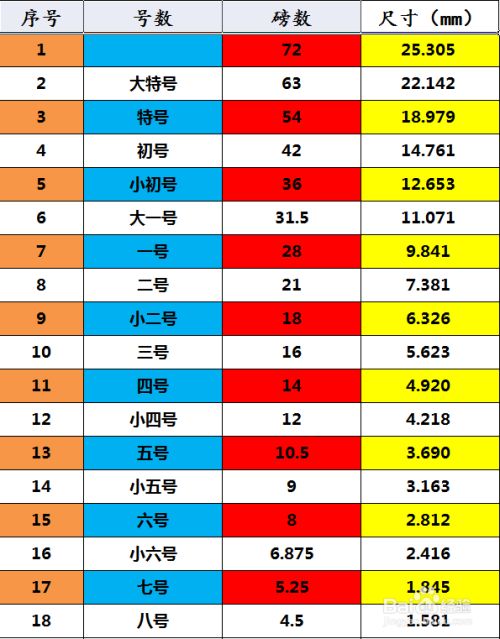 序号 号数 磅数 尺寸（mm）
1 72 25.305
2 大特号 63 22.142
3 特号 54 18.979
4 初号 42 14.761
5 小初号 36 12.653
6 大一号 31.5 11.071
7 一号 28 9.841
8 二号 21 7.381
9 小二号 18 6.326
10 三号 16 5.623
11 四号 14 4.920
12 小四号 12 4.218
13 五号 10.5 3.690
14 小五号 9 3.163
15 六号 8 2.812
16 小六号 6.875 2.416
17 七号 5.25 1.845
18 八号 4.5 1.581